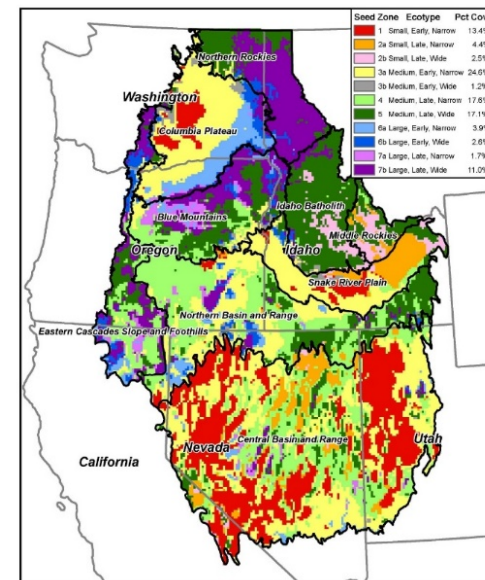 Seed Zone Ecotype Pct Cov
1 Small, Early, Narrow 13.4%
2a Small, Late, Narrow 4.4%
2b Small, Late, Wide 2.5%
3a Medium, Early, Narrow 24.6%
3b Medium, Early, Wide 1.2%
4 Medium, Late, Narrow 17.6%
5 Medium, Late, Wide 17.1%
6a Large, Early, Narrow 3.9%
6b Large, Early, Wide 2.6%
7a Large, Late, Narrow 1.7%
7b Large, Late, Wide 11.0%
Northern Rockies
Washington
Columbia Plateau
Idaho Batholith
Blue Mountains
Middle Rockies
Oregon
Idaho
Snake River Plain
Northern Basin and Range
Eastern Cascades Slope and Foothills
Nevada
Central Basin and Range
Utah
California